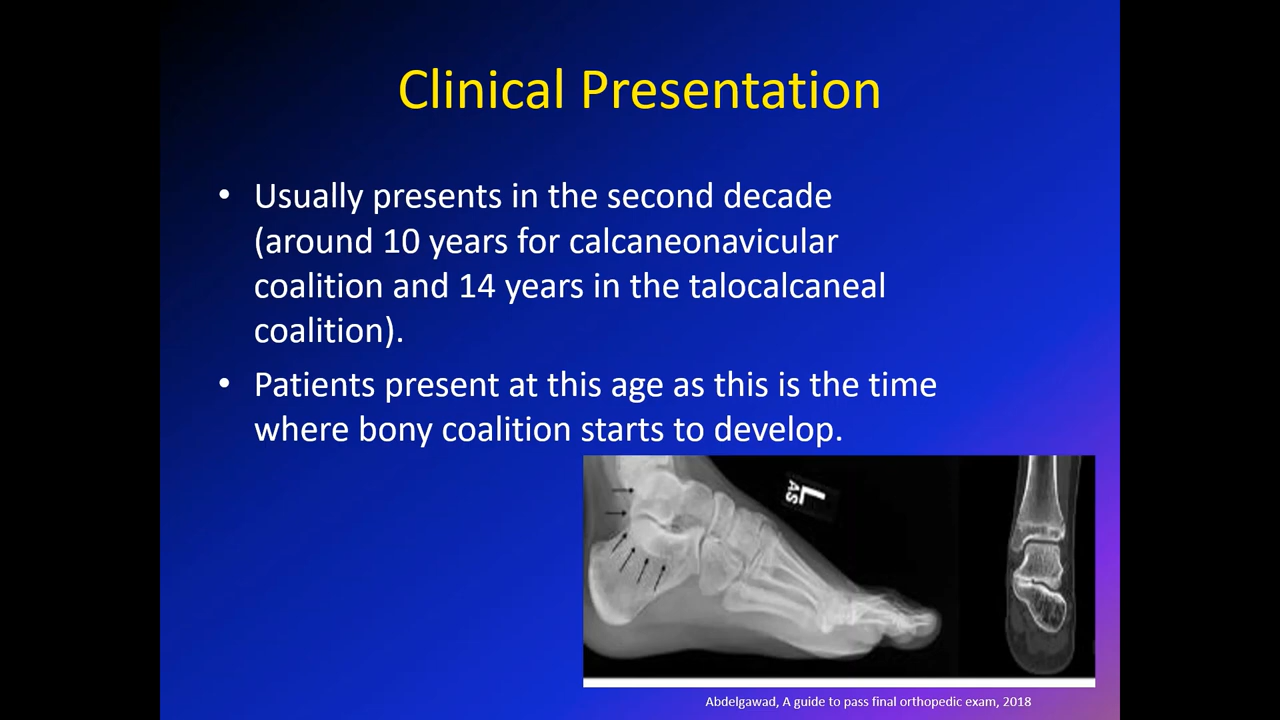 Clinical Presentation
• Usually presents in the second decade
(around 10 years for calcaneonavicular
coalition and 14 years in the talocalcaneal
coalition).
• Patients present at this age as this is the time
where bony coalition starts to develop.
L
AS
Abdelgawad, A guide to pass final orthopedic exam, 2018